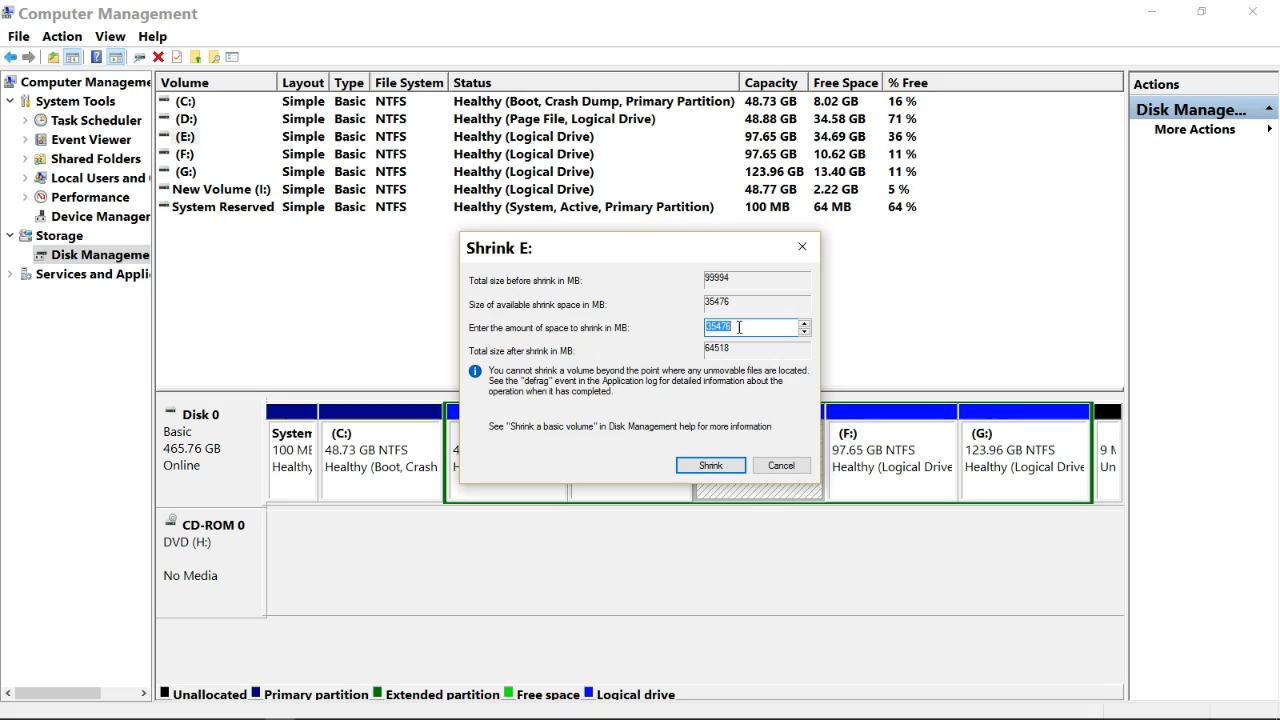 Computer Management
File Action View Help
Computer Manageme
System Tools
Task Scheduler
Event Viewer
Shared Folders
Local Users and
Performance
Device Manager
Storage
Disk Manageme
Services and Appli
Volume Layout Type File System Status Capacity Free Space % Free
(C:) Simple Basic NTFS Healthy (Boot, Crash Dump, Primary Partition) 48.73 GB 8.02 GB 16 %
(D:) Simple Basic NTFS Healthy (Page File, Logical Drive) 48.88 GB 34.58 GB 71 %
(E:) Simple Basic NTFS Healthy (Logical Drive) 97.65 GB 34.69 GB 36 %
(F:) Simple Basic NTFS Healthy (Logical Drive) 97.65 GB 10.62 GB 11 %
(G:) Simple Basic NTFS Healthy (Logical Drive) 123.96 GB 13.40 GB 11 %
New Volume (I:) Simple Basic NTFS Healthy (Logical Drive) 48.77 GB 2.22 GB 5 %
System Reserved Simple Basic NTFS Healthy (System, Active, Primary Partition) 100 MB 64 MB 64 %
Actions
Disk Manage...
More Actions
Shrink E:
Total size before shrink in MB: 99994
Size of available shrink space in MB: 35476
Enter the amount of space to shrink in MB: 35476
Total size after shrink in MB: 64518
You cannot shrink a volume beyond the point where any unmovable files are located.
See the "defrag" event in the Application log for detailed information about the
operation when it has completed.
See "Shrink a basic volume" in Disk Management help for more information
Shrink Cancel
Disk 0
Basic
465.76 GB
Online
System
100 ME
Healthy
(C:)
48.73 GB NTFS
Healthy (Boot, Crash
4
H
(F:)
97.65 GB NTFS
Healthy (Logical Drive
(G:)
123.96 GB NTFS
Healthy (Logical Drive
9 M
Un
CD-ROM 0
DVD (H:)
No Media
Unallocated Primary partition Extended partition Free space Logical drive